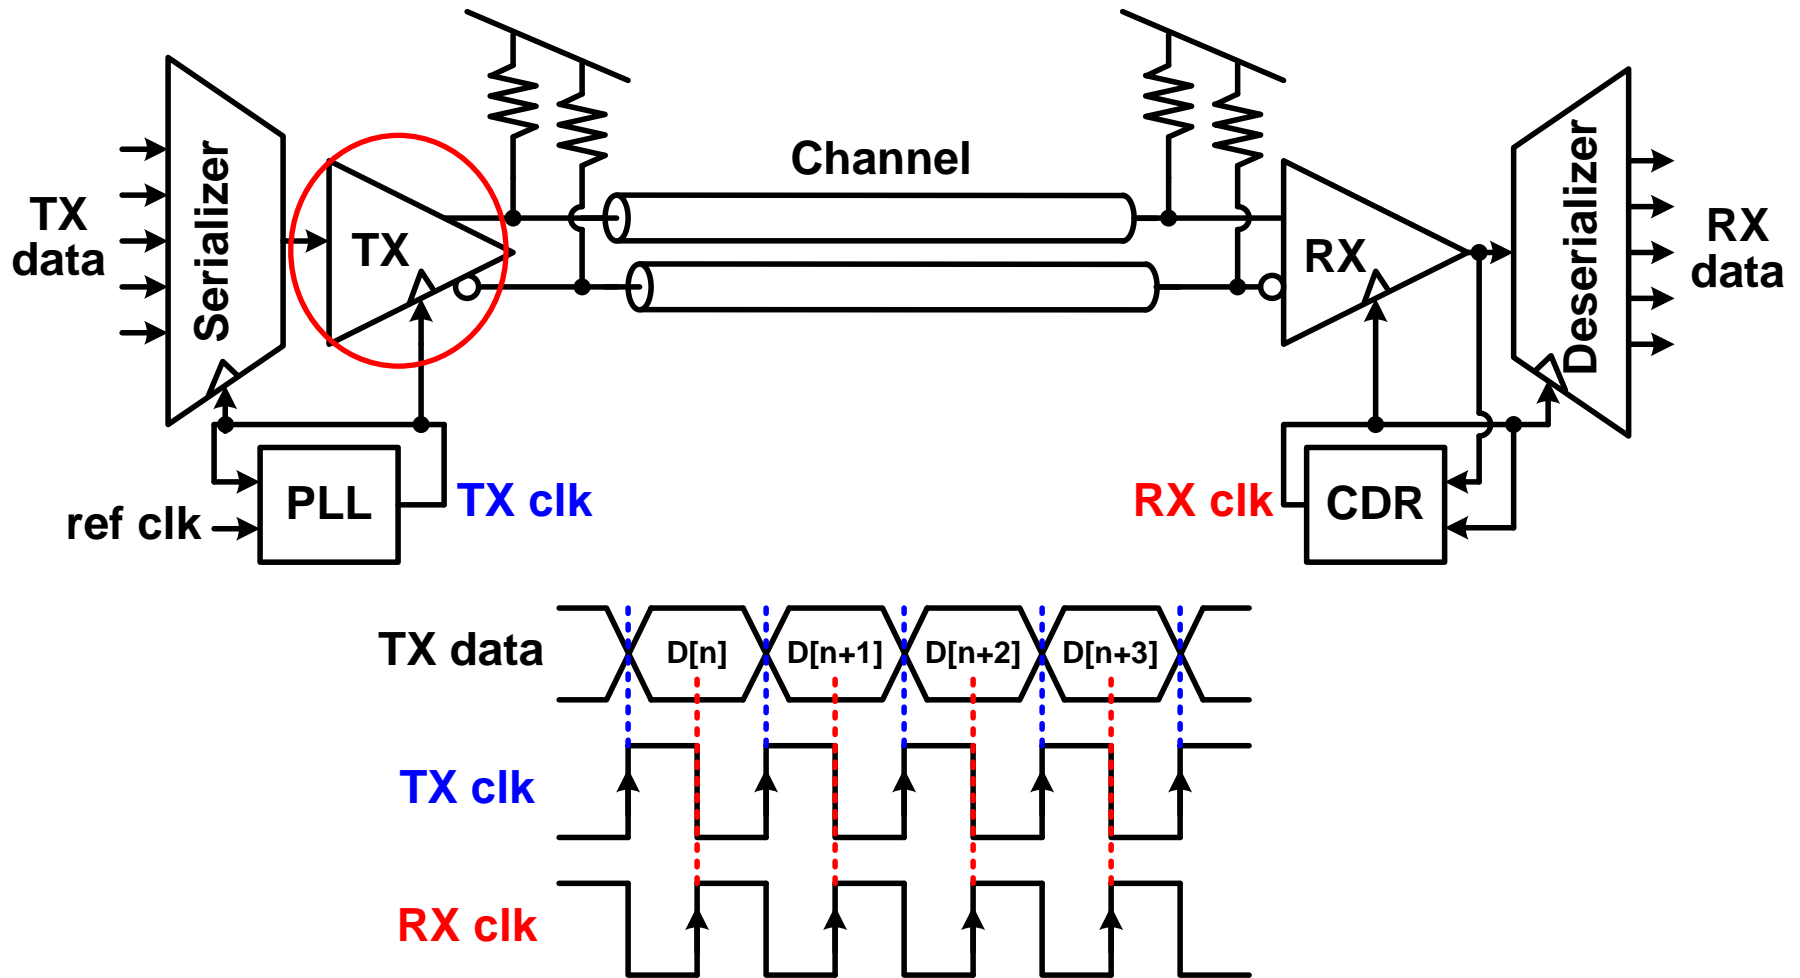 Channel
TX
data
Serializer
TX
RX
Deserializer
RX
data
ref clk
PLL
TX clk
RX clk
CDR
TX data
D[n]
D[n+1]
D[n+2]
D[n+3]
TX clk
RX clk